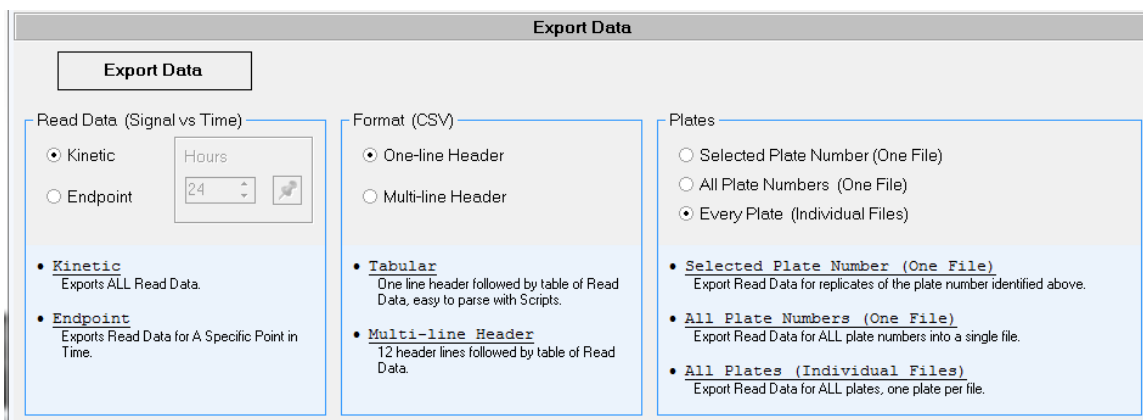 Export Data
Export Data
Read Data (Signal vs Time)
Kinetic
Endpoint
Hours
24
• Kinetic
Exports ALL Read Data.
• Endpoint
Exports Read Data for A Specific Point in
Time.
Format (CSV)
One-line Header
Multi-line Header
• Tabular
One line header followed by table of Read
Data, easy to parse with Scripts.
• Multi-line Header
12 header lines followed by table of Read
Data.
Plates
Selected Plate Number (One File)
All Plate Numbers (One File)
Every Plate (Individual Files)
• Selected Plate Number (One File)
Export Read Data for replicates of the plate number identified above.
• All Plate Numbers (One File)
Export Read Data for ALL plate numbers into a single file.
• All Plates (Individual Files)
Export Read Data for ALL plates, one plate per file.